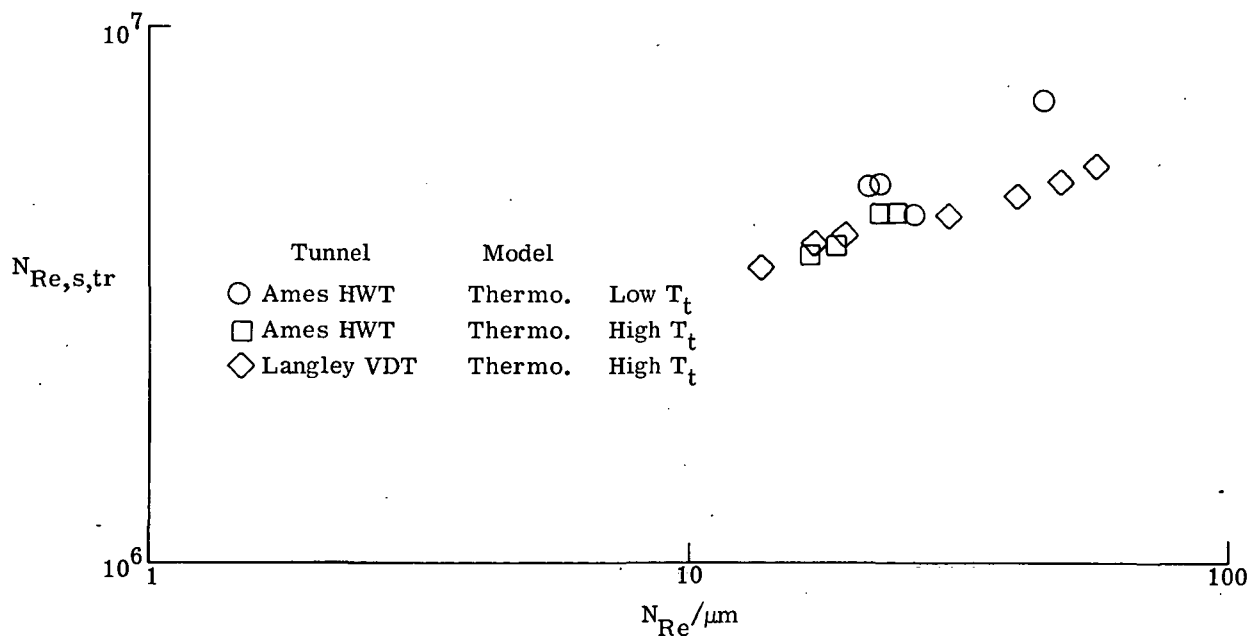 10^7
N_Re,s,tr
Tunnel Model
Ames HWT Thermo. Low T_t
Ames HWT Thermo. High T_t
Langley VDT Thermo. High T_t
10^6
1 10 100
N_Re/μm